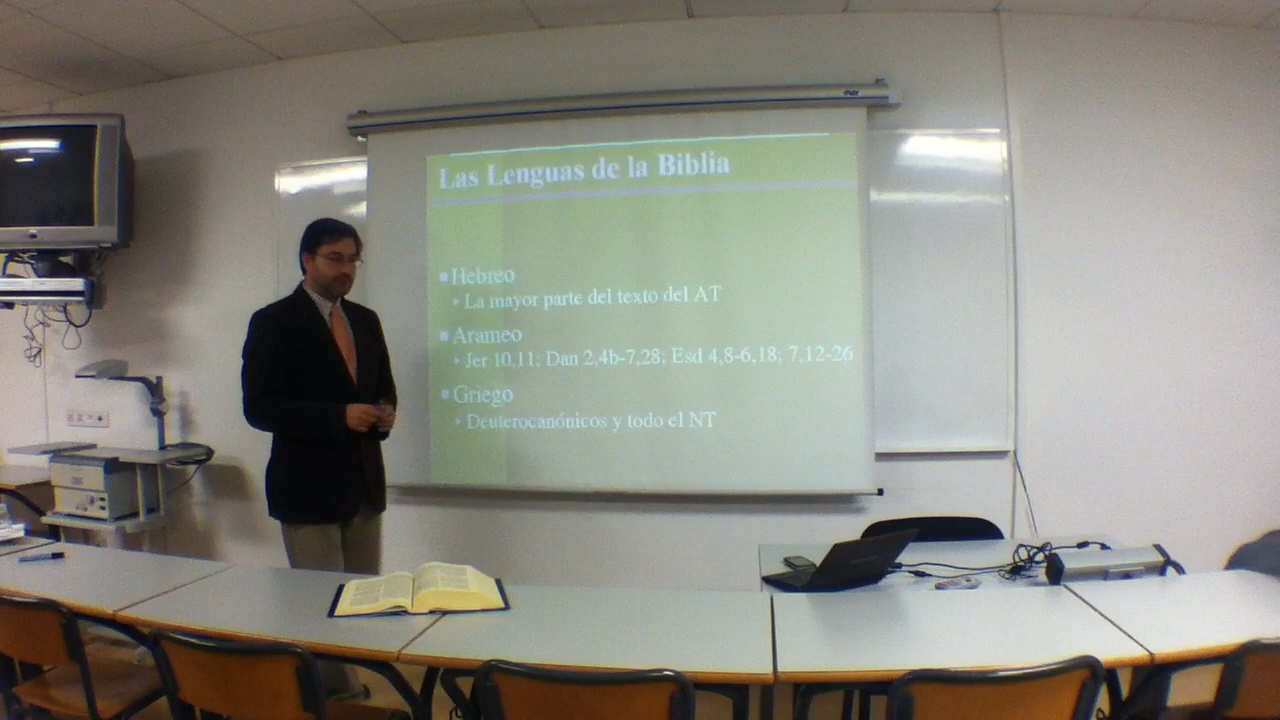 Las Lenguas de la Biblia
Hebreo
La mayor parte del texto del AT
Arameo
Jer 10,11; Dan 2,4b-7,28; Esd 4,8-6,18; 7,12-26
Griego
Deuterocanónicos y todo el NT